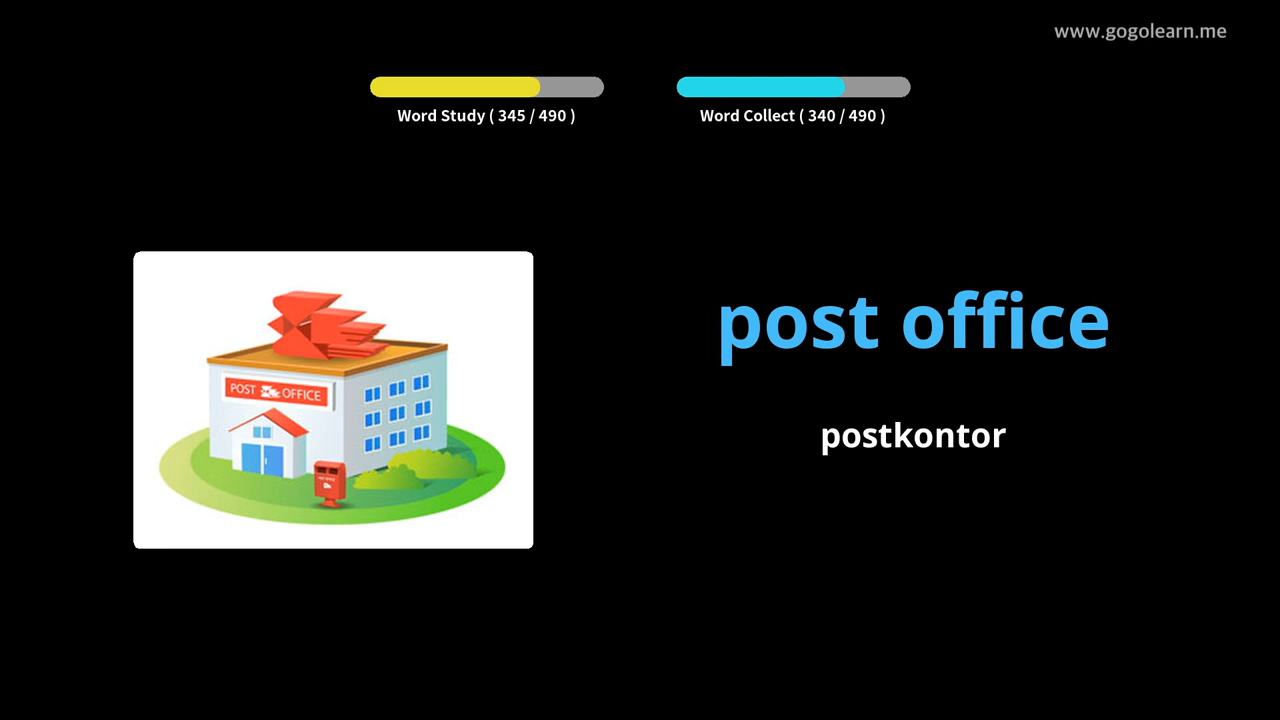 www.gogolearn.me
Word Study ( 345 / 490 )
Word Collect ( 340 / 490 )
POST OFFICE
post office
postkontor